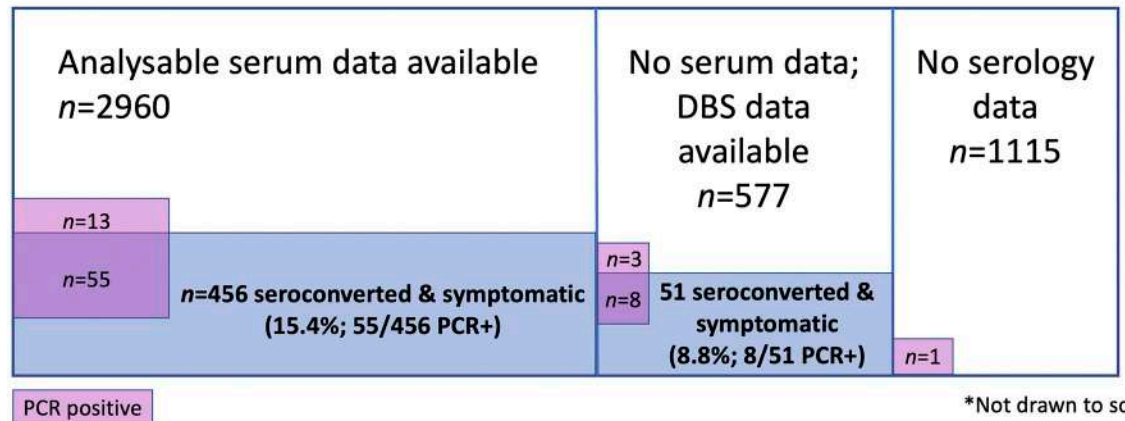 Analysable serum data available
n=2960
No serum data;
DBS data
available
n=577
No serology
data
n=1115
n=13
n=55
n=456 seroconverted & symptomatic
(15.4%; 55/456 PCR+)
n=3
n=8
51 seroconverted &
symptomatic
(8.8%; 8/51 PCR+)
n=1
PCR positive
*Not drawn to sc